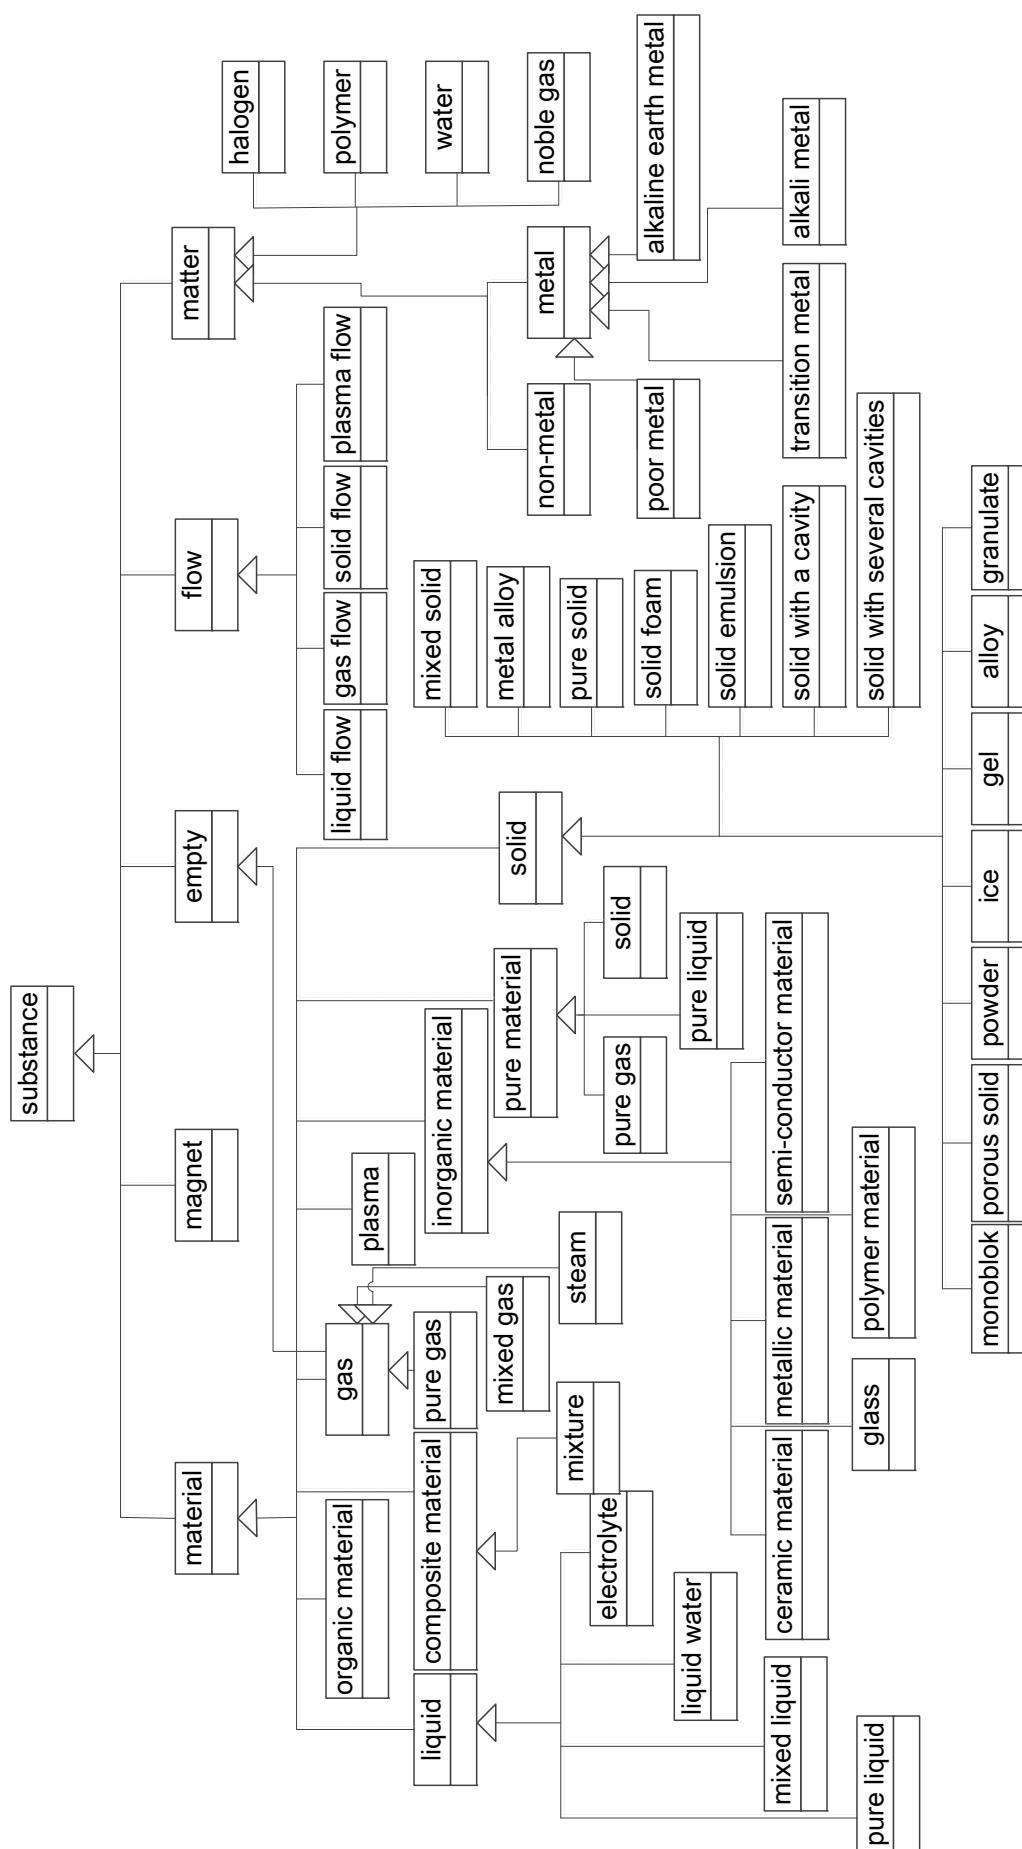 substance
material
magnet
empty
flow
matter
halogen
polymer
water
noble gas
liquid flow
gas flow
solid flow
plasma flow
non-metal
metal
poor metal
transition metal
alkali metal
alkaline earth metal
organic material
gas
plasma
liquid
composite material
pure gas
inorganic material
mixed gas
pure material
solid
mixture
steam
electrolyte
pure gas
solid
pure liquid
liquid water
mixed liquid
pure liquid
ceramic material
metallic material
semi-conductor material
glass
polymer material
mixed solid
metal alloy
pure solid
solid foam
solid emulsion
solid with a cavity
solid with several cavities
monoblok
porous solid
powder
ice
gel
alloy
granulate